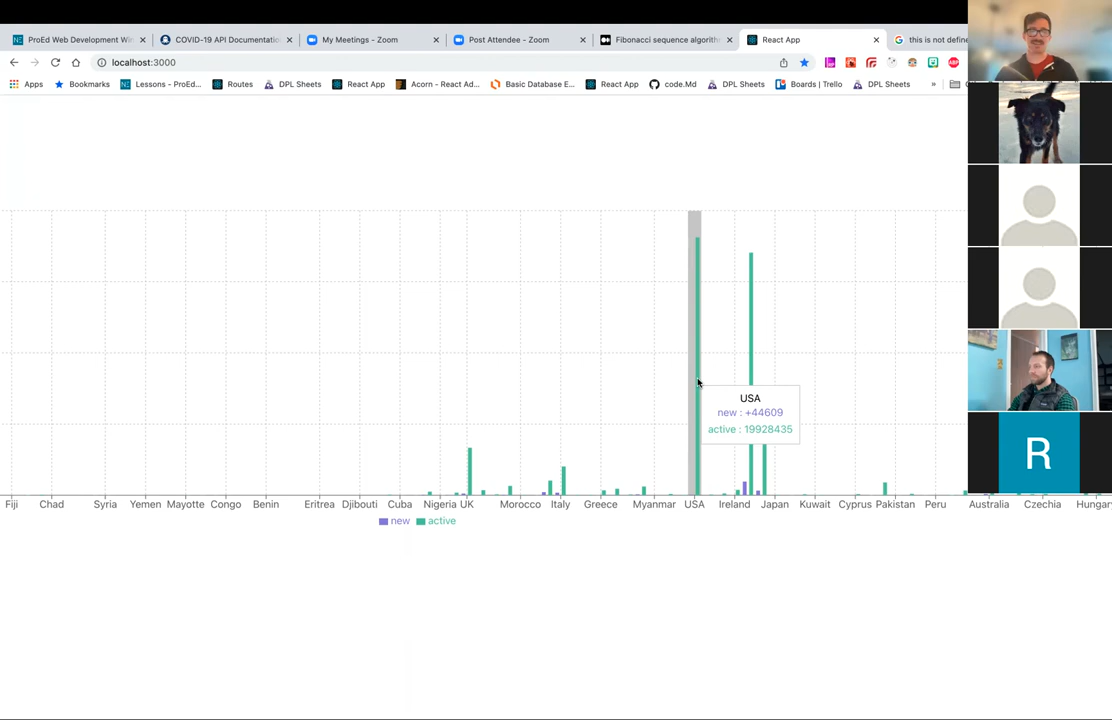 ProEd Web Development Wi
COVID-19 API Documentatio
My Meetings - Zoom
Post Attendee - Zoom
Fibonacci sequence algorith
React App
this is not define
localhost:3000
Apps
Bookmarks
Lessons - ProEd...
Routes
DPL Sheets
React App
Acorn - React Ad...
Basic Database E...
React App
code.Md
DPL Sheets
Boards | Trello
DPL Sheets
»
USA
new : +44609
active : 19928435
R
Fiji Chad Syria Yemen Mayotte Congo Benin Eritrea Djibouti Cuba Nigeria UK Morocco Italy Greece Myanmar USA Ireland Japan Kuwait Cyprus Pakistan Peru Australia Czechia Hungar
new active